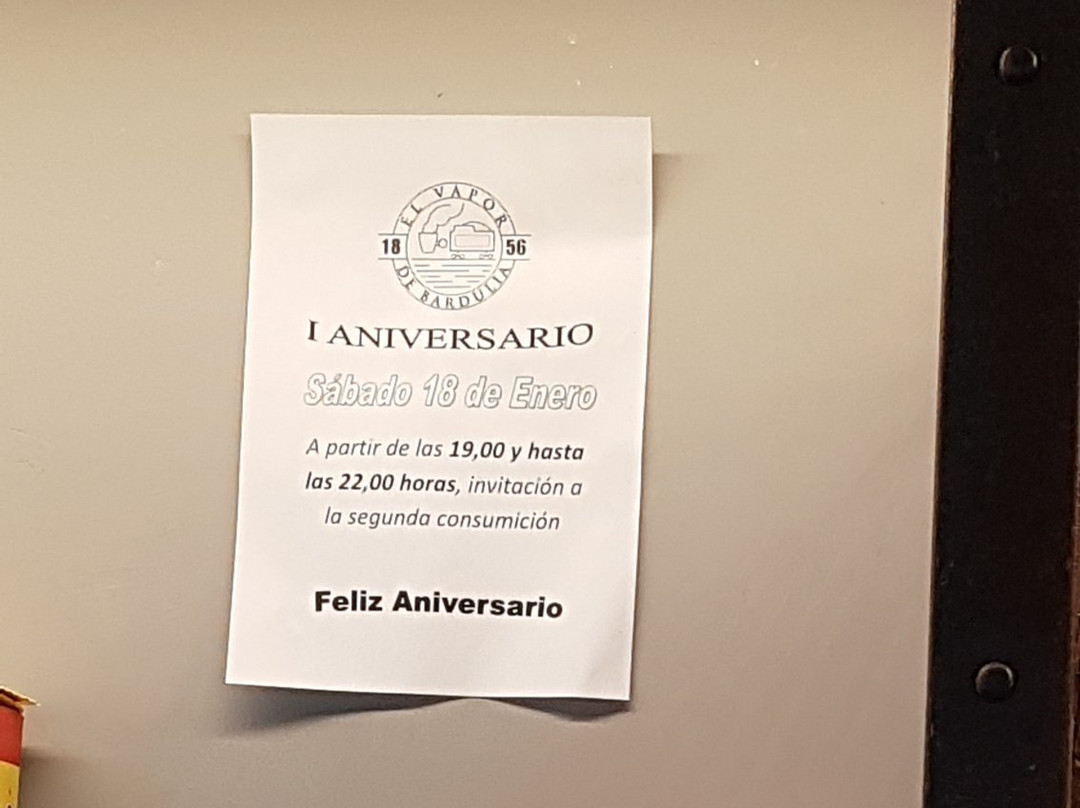 EL VAPOR
18 56
DE BARDULIA
I ANIVERSARIO
Sábado 18 de Enero
A partir de las 19,00 y hasta
las 22,00 horas, invitación a
la segunda consumición
Feliz Aniversario